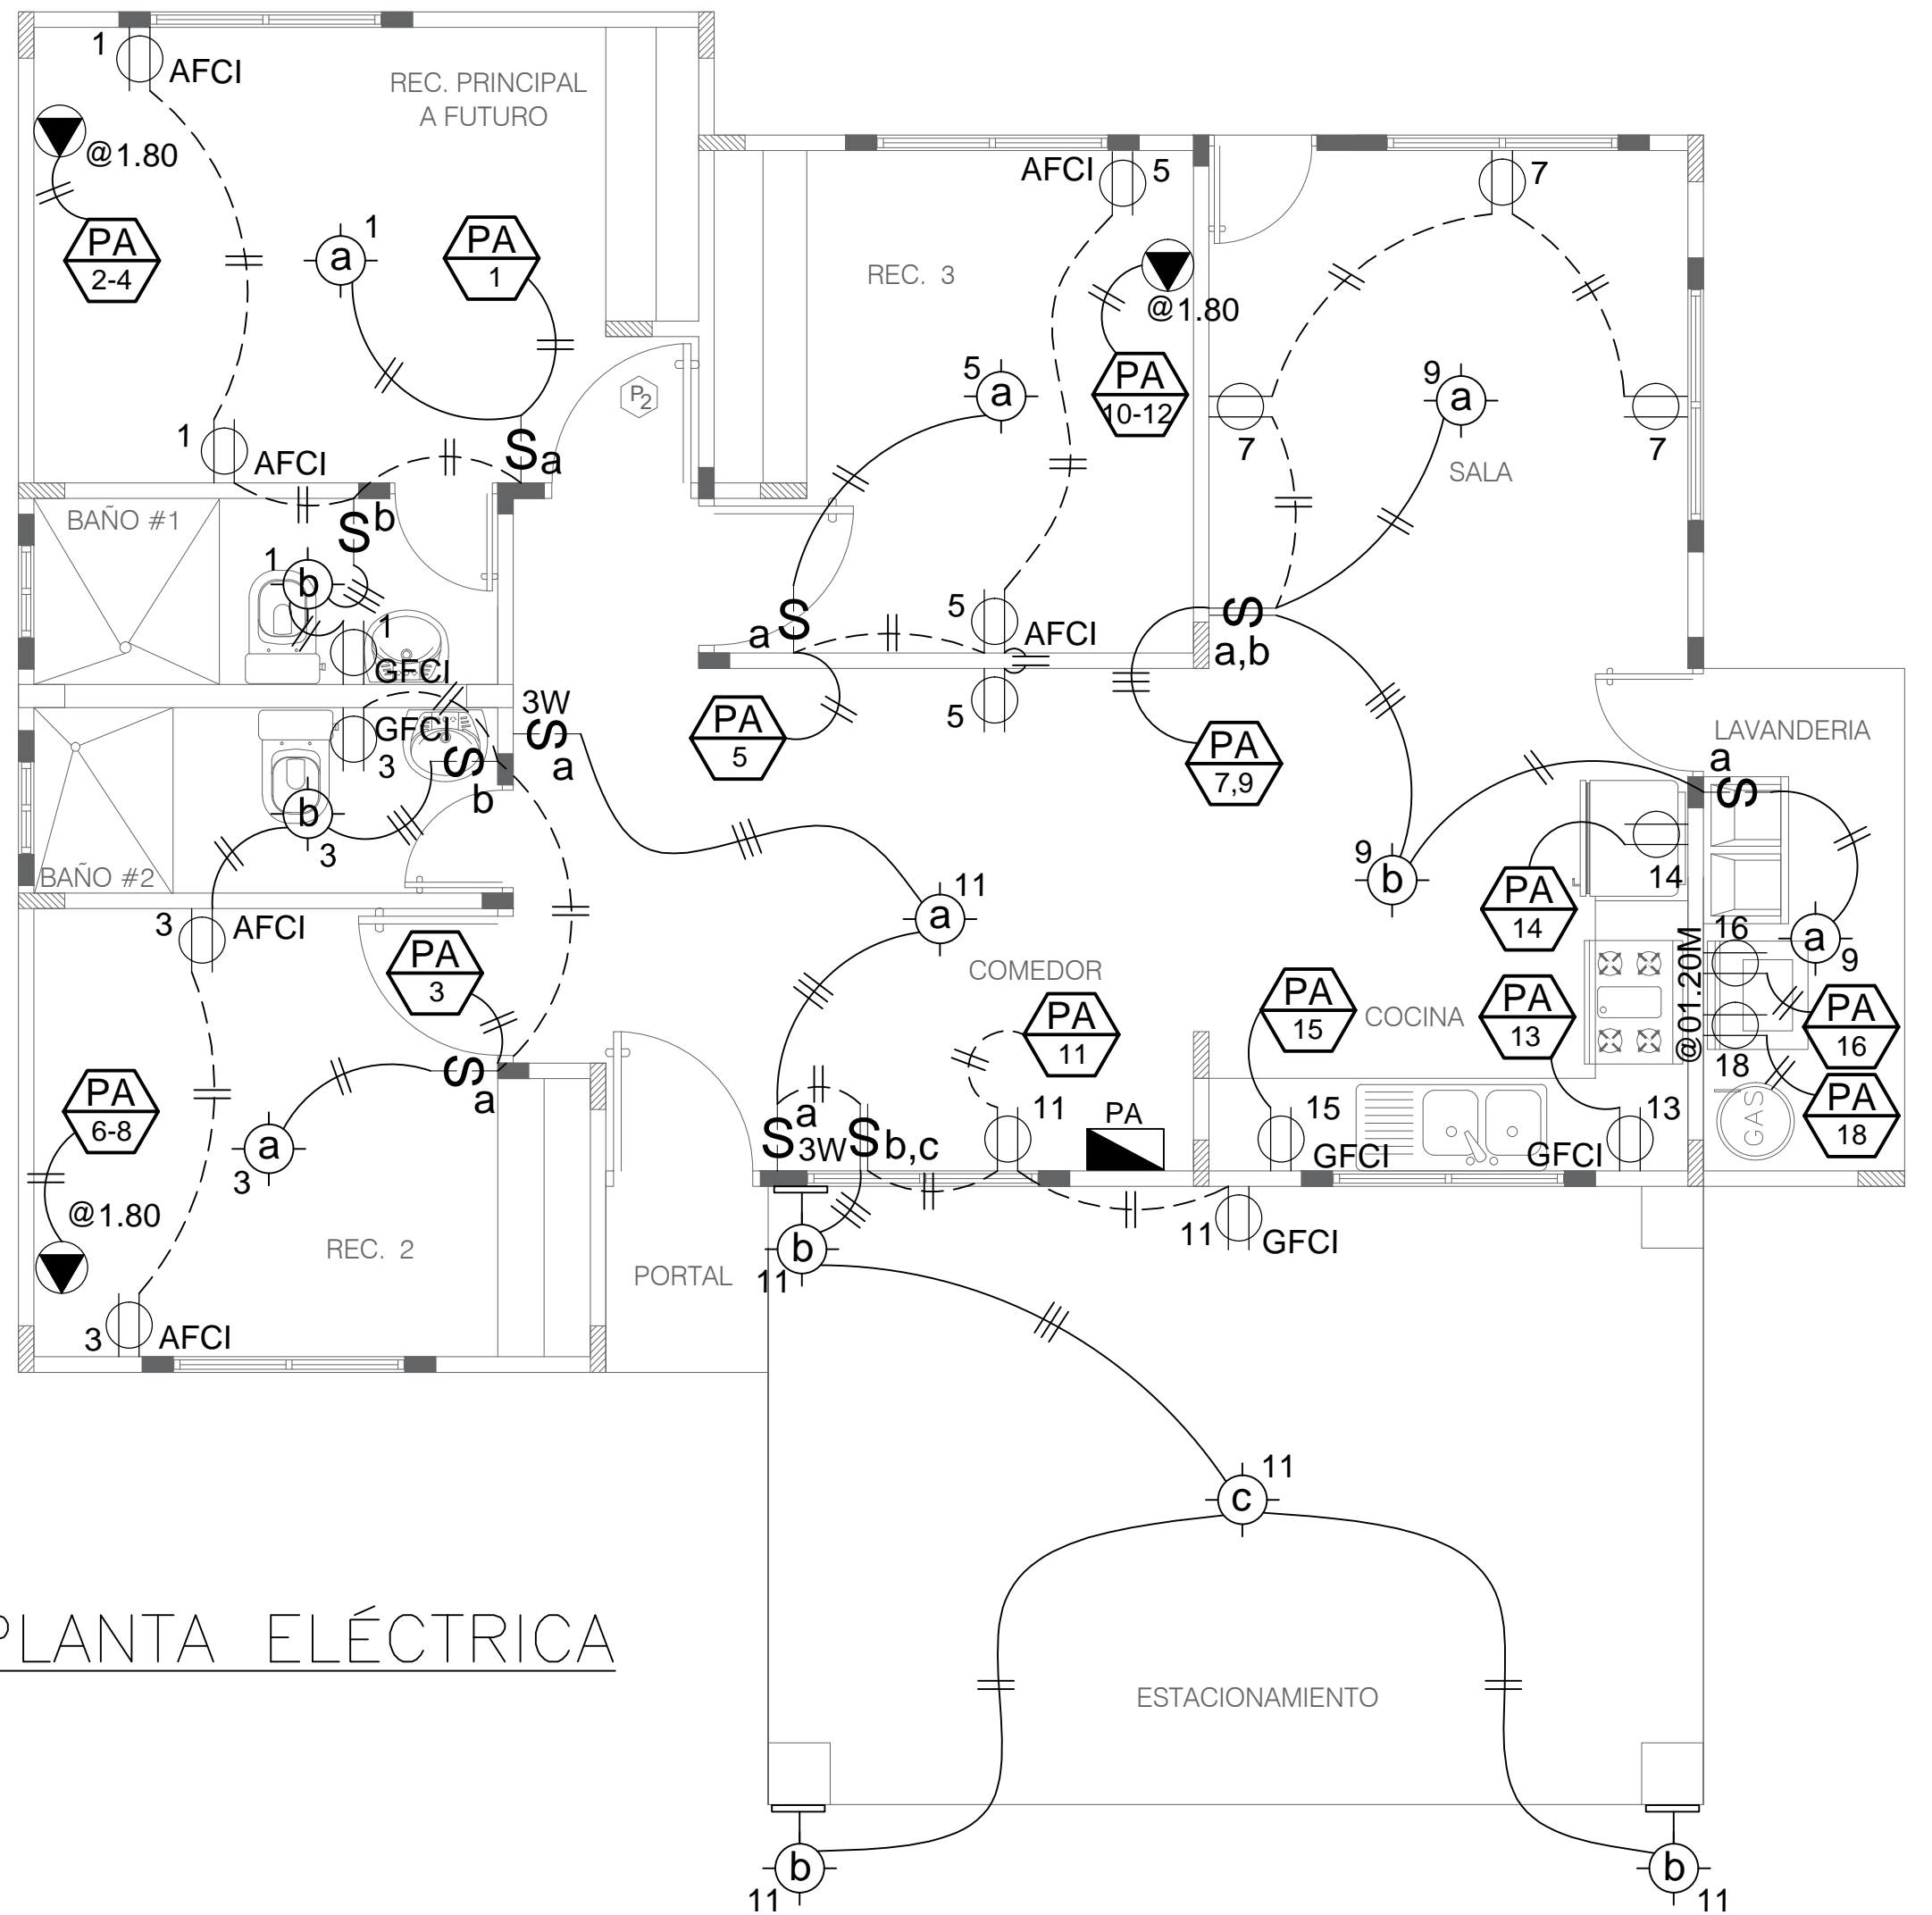 1
AFCI
REC. PRINCIPAL
A FUTURO
@1.80
PA
2-4
a
1
PA
1
1
AFCI
S
a
P2
BAÑO #1
S
b
1
b
1
GFCI
AFCI
5
REC. 3
@1.80
PA
10-12
5
a
a
S
5
AFCI
5
PA
5
7
7
7
9
a
SALA
S
a,b
PA
7,9
GFCI
3
S
b
b
3
BAÑO #2
3W
S
a
LAVANDERIA
a
S
9
b
14
PA
14
11
a
COMEDOR
3
AFCI
PA
3
S
a
PA
6-8
a
3
@1.80
REC. 2
3
AFCI
PORTAL
PA
11
11
PA
a
S
3W
S
b,c
COCINA
PA
15
15
GFCI
PA
13
13
GFCI
@01.20M
16
18
a
9
PA
16
PA
18
GAS
b
11
11
GFCI
11
c
ESTACIONAMIENTO
b
11
b
11
PLANTA ELÉCTRICA